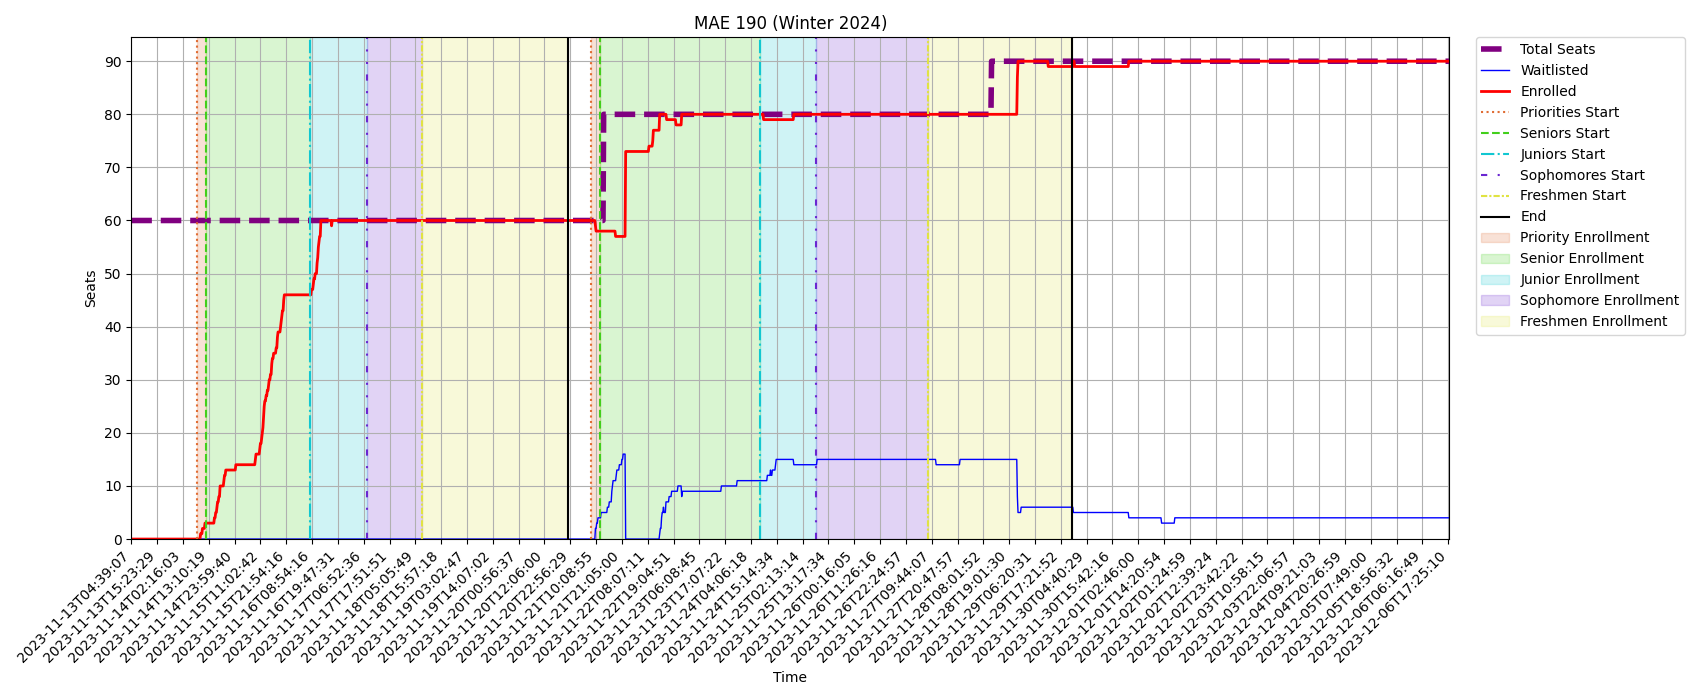 MAE 190 (Winter 2024)
Seats
90
80
70
60
50
40
30
20
10
0
2023-11-13T04:39:07
2023-11-13T15:23:29
2023-11-14T02:16:03
2023-11-14T13:10:19
2023-11-14T23:59:40
2023-11-15T11:02:42
2023-11-15T21:54:16
2023-11-16T08:54:16
2023-11-16T19:47:31
2023-11-17T06:52:36
2023-11-17T17:51:51
2023-11-18T05:05:49
2023-11-18T15:57:18
2023-11-19T03:02:47
2023-11-19T14:07:02
2023-11-20T00:56:37
2023-11-20T12:06:00
2023-11-20T22:56:29
2023-11-21T10:08:55
2023-11-21T21:05:00
2023-11-22T08:07:11
2023-11-22T19:04:51
2023-11-23T06:08:45
2023-11-23T17:07:22
2023-11-24T04:06:18
2023-11-24T15:14:34
2023-11-25T02:13:14
2023-11-25T13:17:34
2023-11-26T00:16:05
2023-11-26T11:26:16
2023-11-26T22:24:57
2023-11-27T09:44:07
2023-11-27T20:47:57
2023-11-28T08:01:52
2023-11-28T19:01:30
2023-11-29T06:20:31
2023-11-29T17:21:52
2023-11-30T04:40:29
2023-11-30T15:42:16
2023-12-01T02:46:00
2023-12-01T14:20:54
2023-12-02T01:24:59
2023-12-02T12:39:24
2023-12-02T23:42:22
2023-12-03T10:58:15
2023-12-03T22:06:57
2023-12-04T09:21:03
2023-12-04T20:26:59
2023-12-05T07:49:00
2023-12-05T18:56:32
2023-12-06T06:16:49
2023-12-06T17:25:10
Time
Total Seats
Waitlisted
Enrolled
Priorities Start
Seniors Start
Juniors Start
Sophomores Start
Freshmen Start
End
Priority Enrollment
Senior Enrollment
Junior Enrollment
Sophomore Enrollment
Freshmen Enrollment